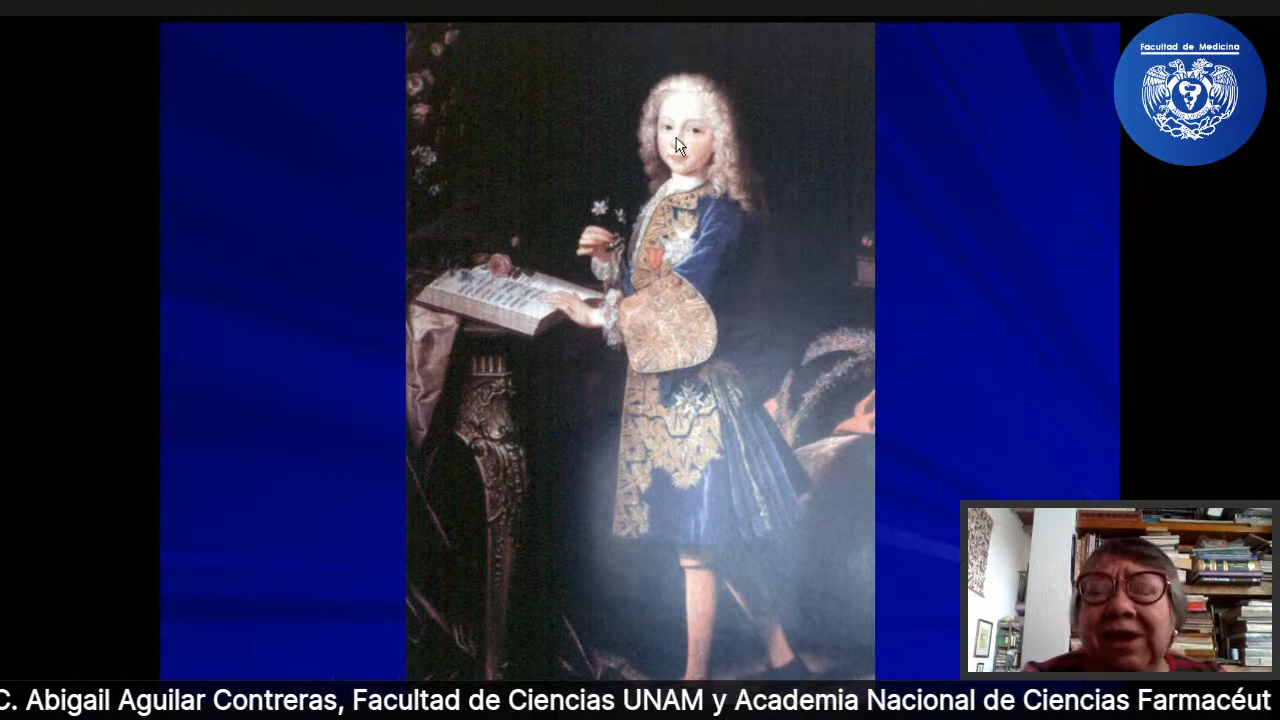 Facultad de Medicina
C. Abigail Aguilar Contreras, Facultad de Ciencias UNAM y Academia Nacional de Ciencias Farmacéut